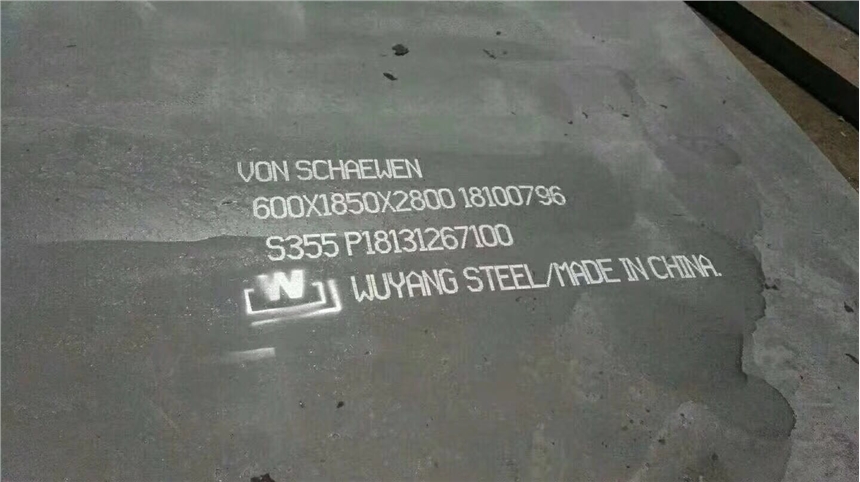 VON SCHAEWEN
600X1850X2800 18100796
S355 P18131267100
W WUYANG STEEL/MADE IN CHINA.